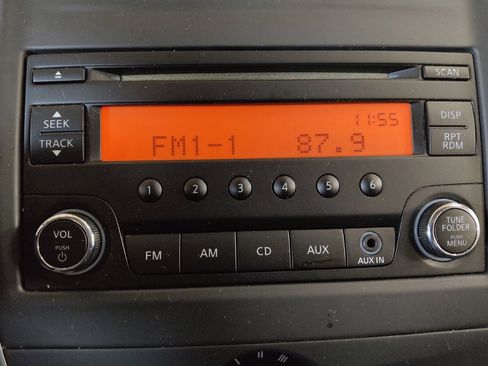 SCAN
SEEK
TRACK
11:55
FM1-1 87.9
DISP
RPT
RDM
1 2 3 4 5 6
VOL
PUSH
FM AM CD AUX
AUX IN
TUNE
FOLDER
PUSH
MENU